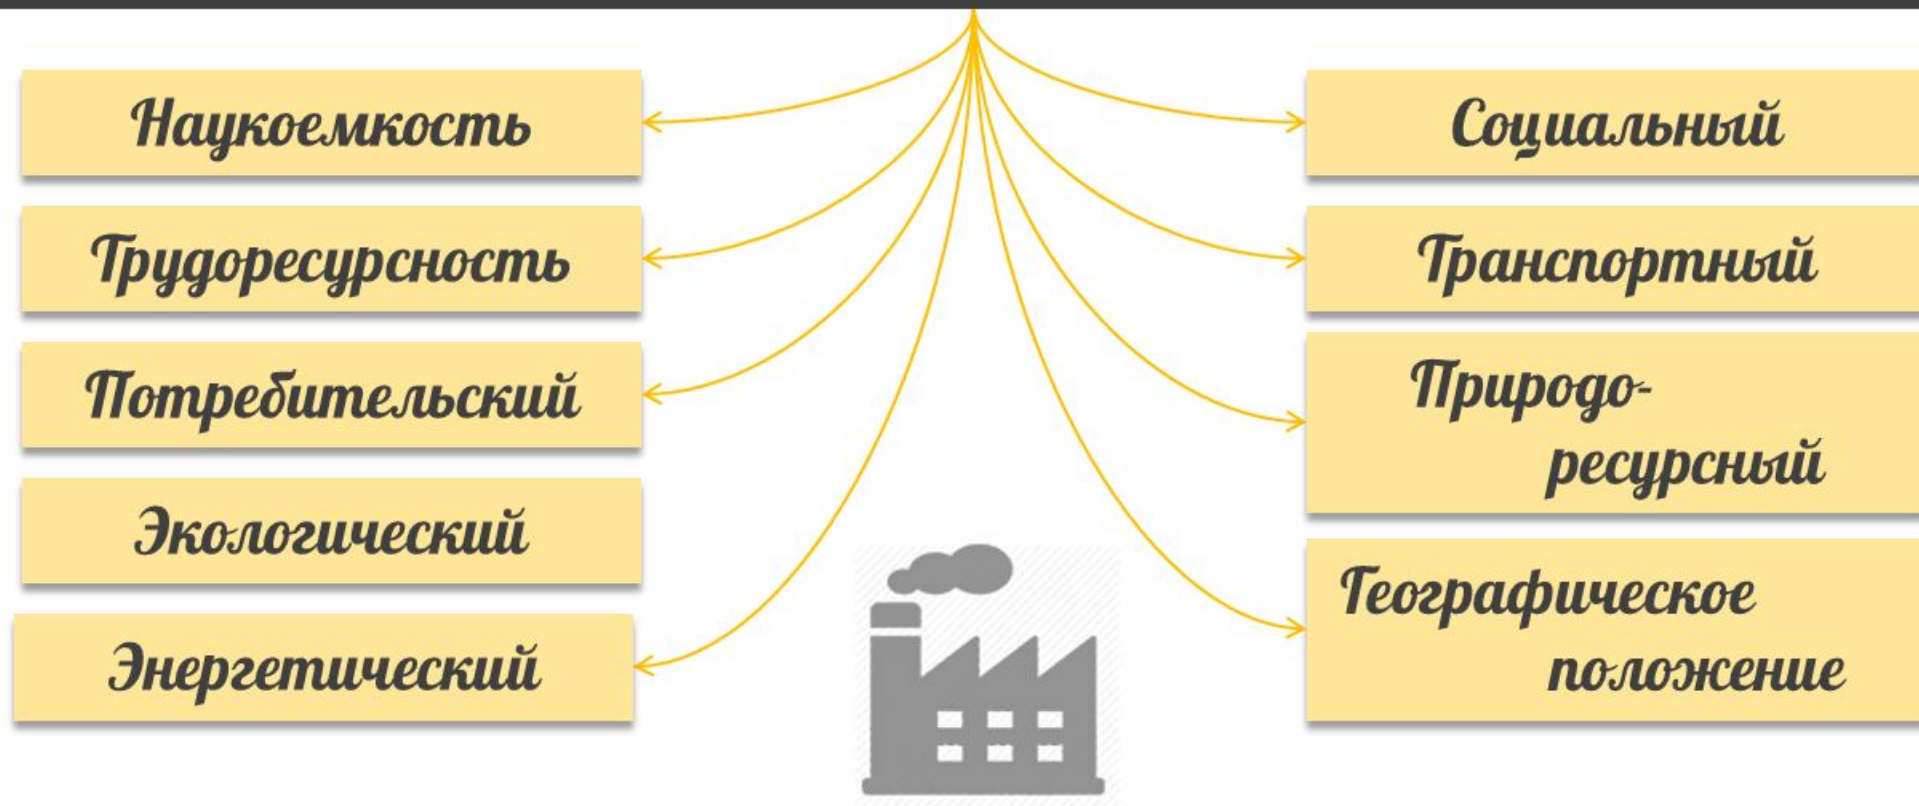 Наукоемкость
Трудоресурсность
Потребительский
Экологический
Энергетический
Социальный
Транспортный
Природо-
ресурсный
Географическое
положение